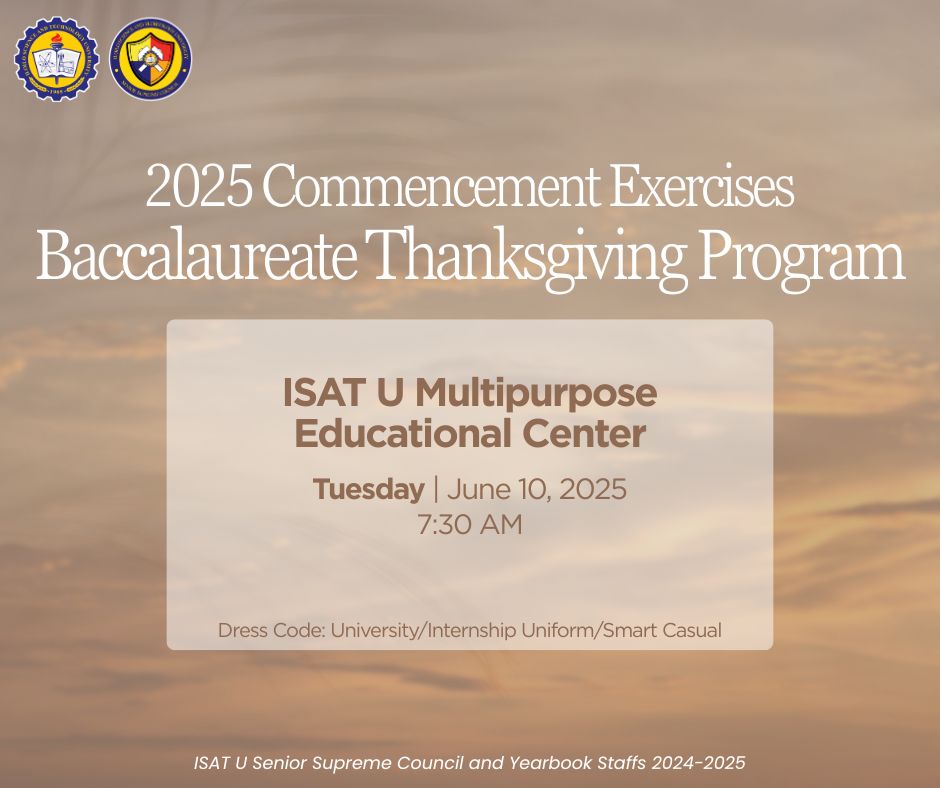 2025 Commencement Exercises
Baccalaureate Thanksgiving Program
ISAT U Multipurpose
Educational Center
Tuesday | June 10, 2025
7:30 AM
Dress Code: University/Internship Uniform/Smart Casual
ISAT U Senior Supreme Council and Yearbook Staffs 2024-2025